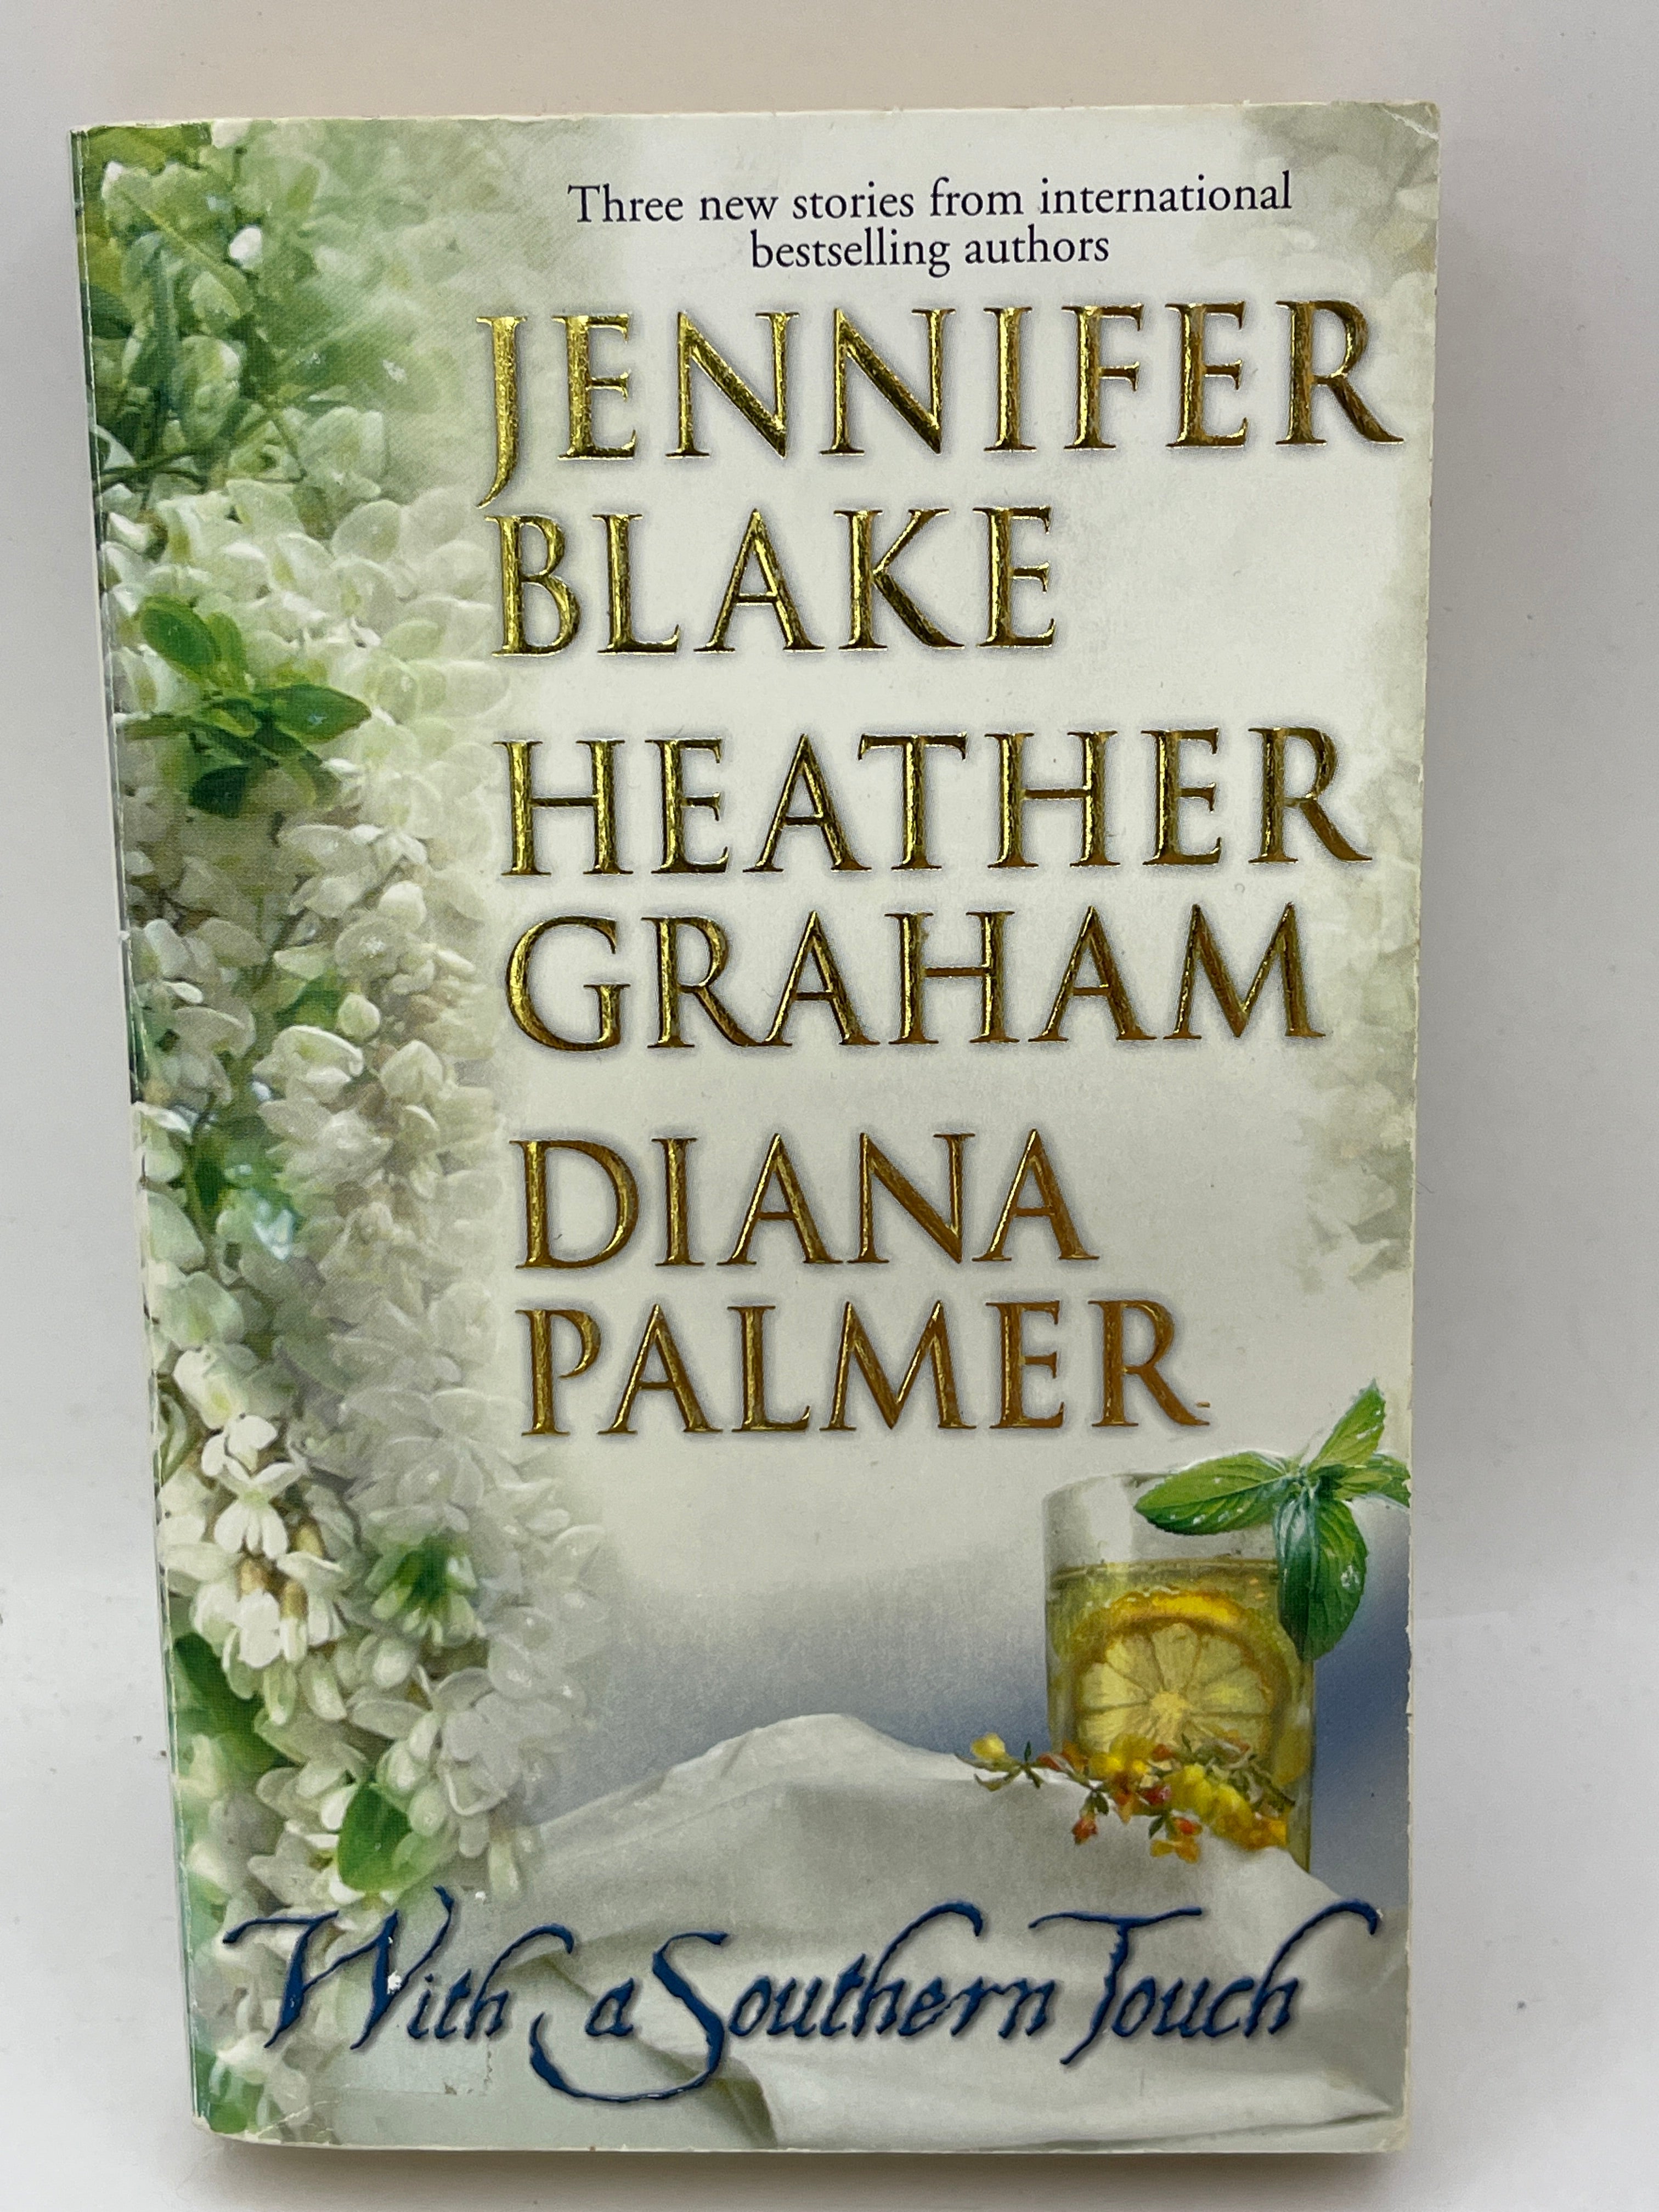 Three new stories from international
bestselling authors
JENNIFER
BLAKE
HEATHER
GRAHAM
DIANA
PALMER
With a Southern Touch